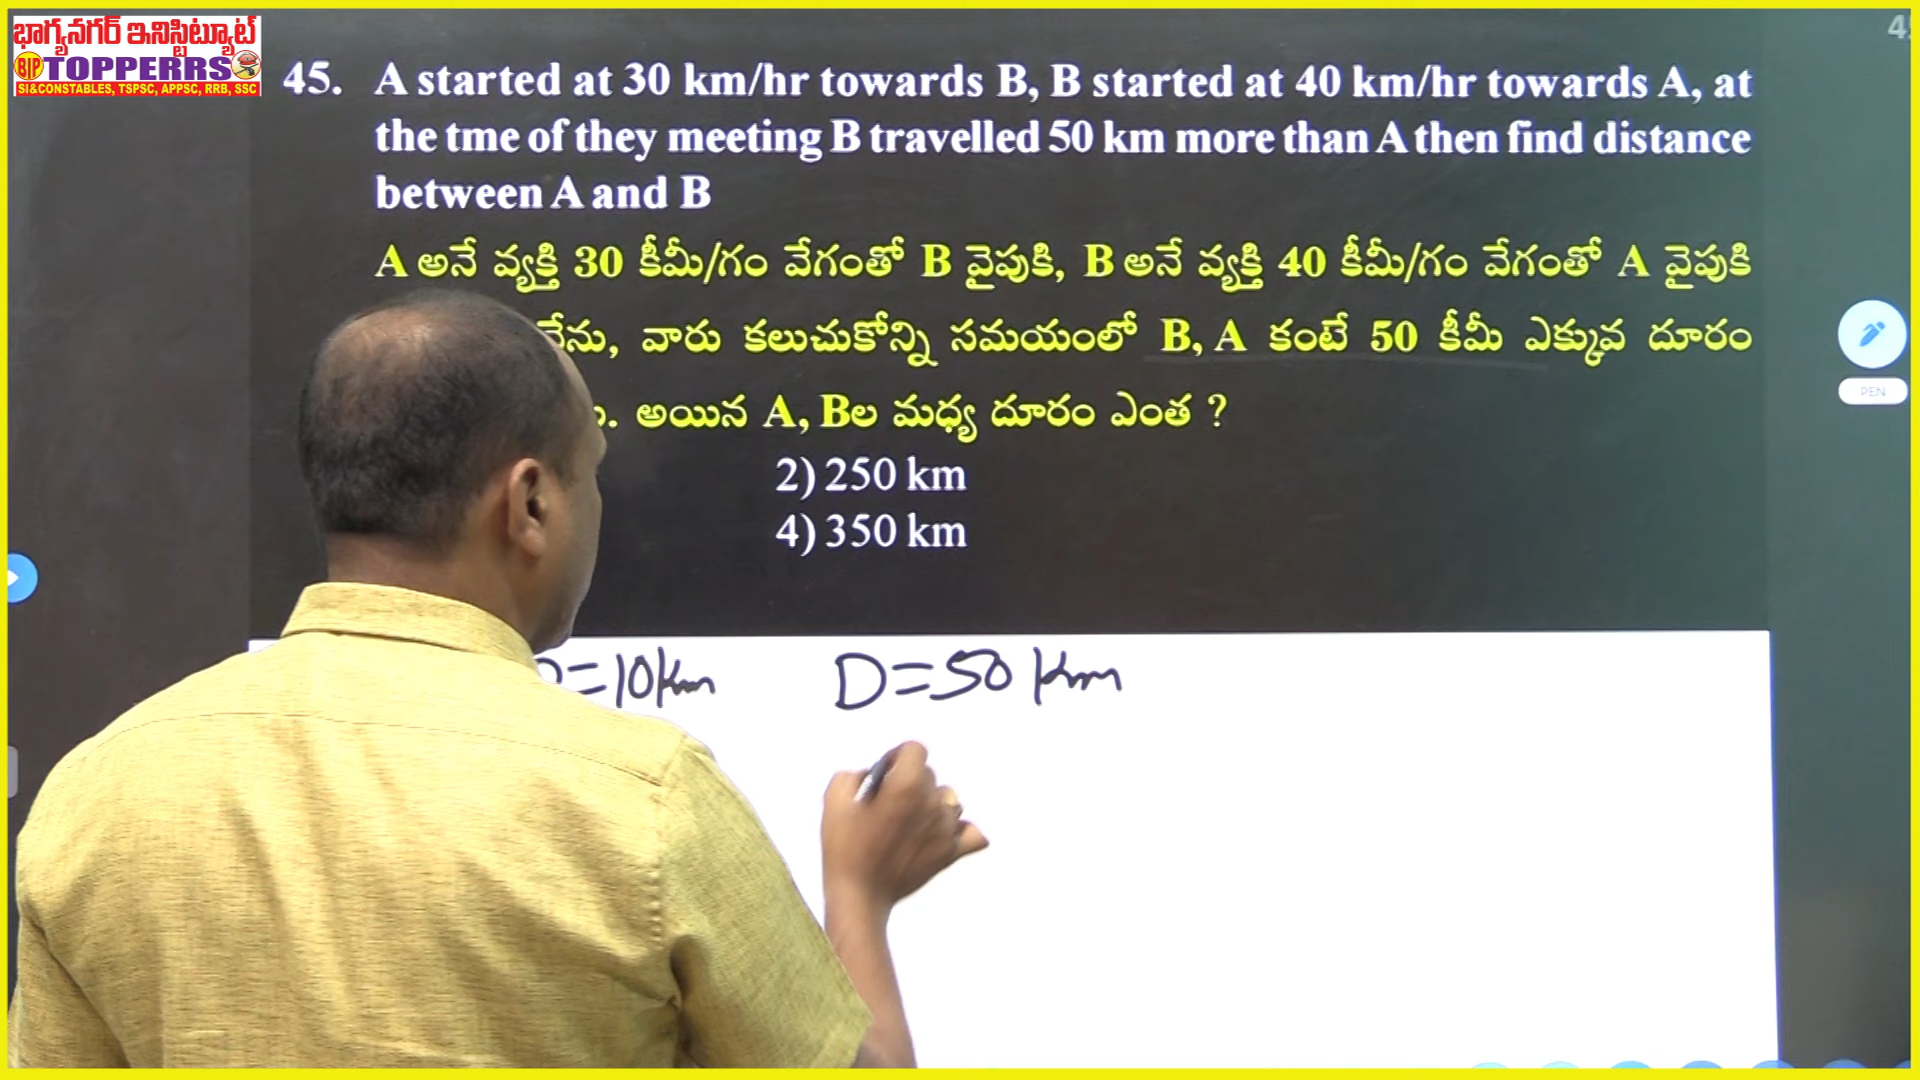 భాగ్యనగర్ ఇనిస్టిట్యూట్
BIP TOPPERRS
SI&CONSTABLES, TSPSC, APPSC, RRB, SSC
45. A started at 30 km/hr towards B, B started at 40 km/hr towards A, at
the tme of they meeting B travelled 50 km more than A then find distance
between A and B
A అనే వ్యక్తి 30 కీమీ/గం వేగంతో B వైపుకి, B అనే వ్యక్తి 40 కీమీ/గం వేగంతో A వైపుకి
వారు కలుచుకోన్ని సమయంలో B, A కంటే 50 కీమీ ఎక్కువ దూరం
అయిన A, Bల మధ్య దూరం ఎంత ?
2) 250 km
4) 350 km
=10 km D=50 Km
PEN